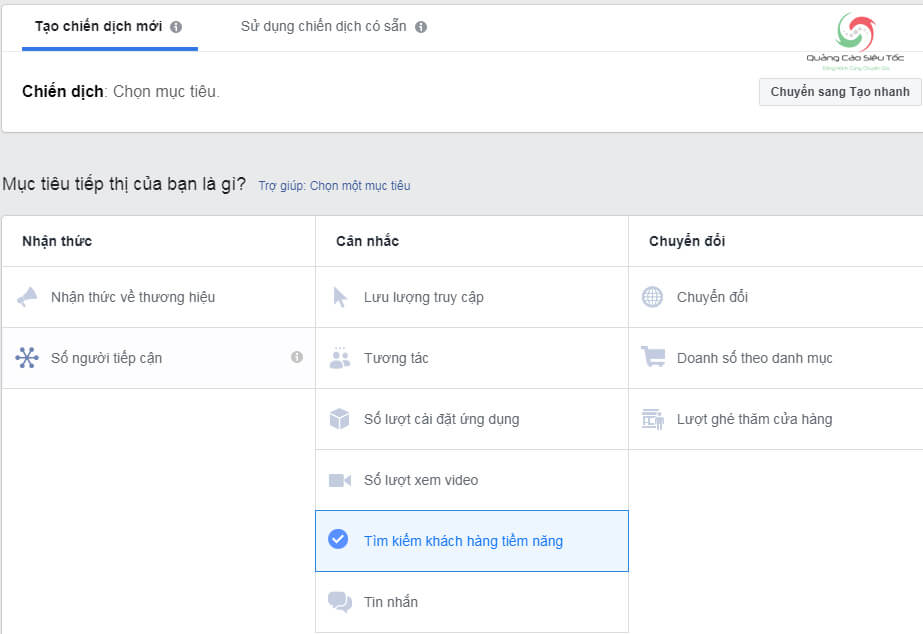 Tạo chiến dịch mới
Sử dụng chiến dịch có sẵn
Quảng Cáo Siêu Tốc
Chiến dịch: Chọn mục tiêu.
Chuyển sang Tạo nhanh
Mục tiêu tiếp thị của bạn là gì?
Trợ giúp: Chọn một mục tiêu
Nhận thức
Cân nhắc
Chuyển đổi
Nhận thức về thương hiệu
Lưu lượng truy cập
Chuyển đổi
Số người tiếp cận
Tương tác
Doanh số theo danh mục
Số lượt cài đặt ứng dụng
Lượt ghé thăm cửa hàng
Số lượt xem video
Tìm kiếm khách hàng tiềm năng
Tin nhắn